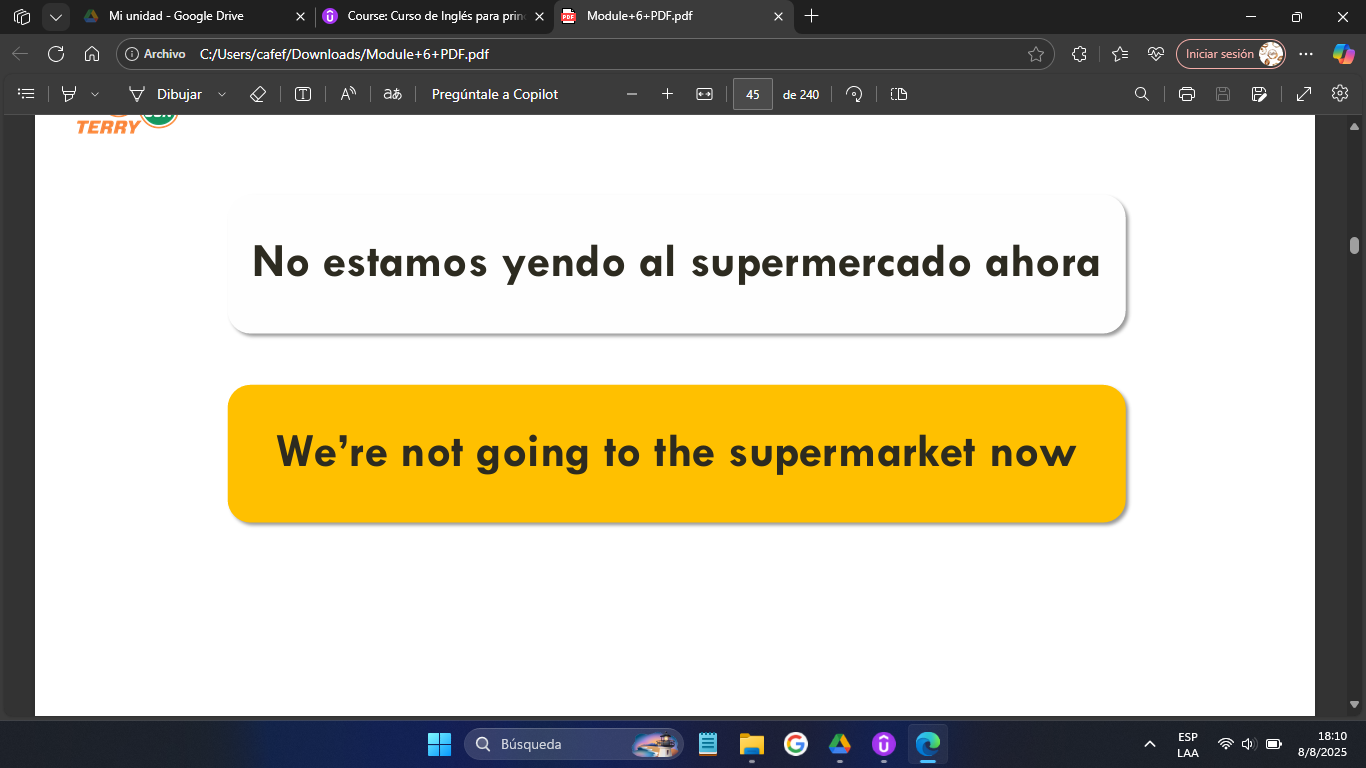 Mi unidad - Google Drive
Course: Curso de Inglés para prin
Module+6+PDF.pdf
Archivo C:/Users/cafef/Downloads/Module+6+PDF.pdf
Iniciar sesión
Dibujar
aあ
Pregúntale a Copilot
45 de 240
TERRY
No estamos yendo al supermercado ahora
We're not going to the supermarket now
Búsqueda
ESP
LAA
18:10
8/8/2025